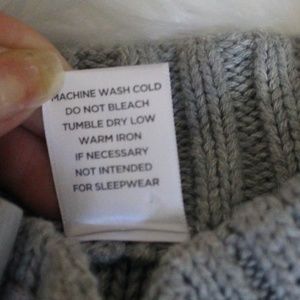 MACHINE WASH COLD
DO NOT BLEACH
TUMBLE DRY LOW
WARM IRON
IF NECESSARY
NOT INTENDED
FOR SLEEPWEAR